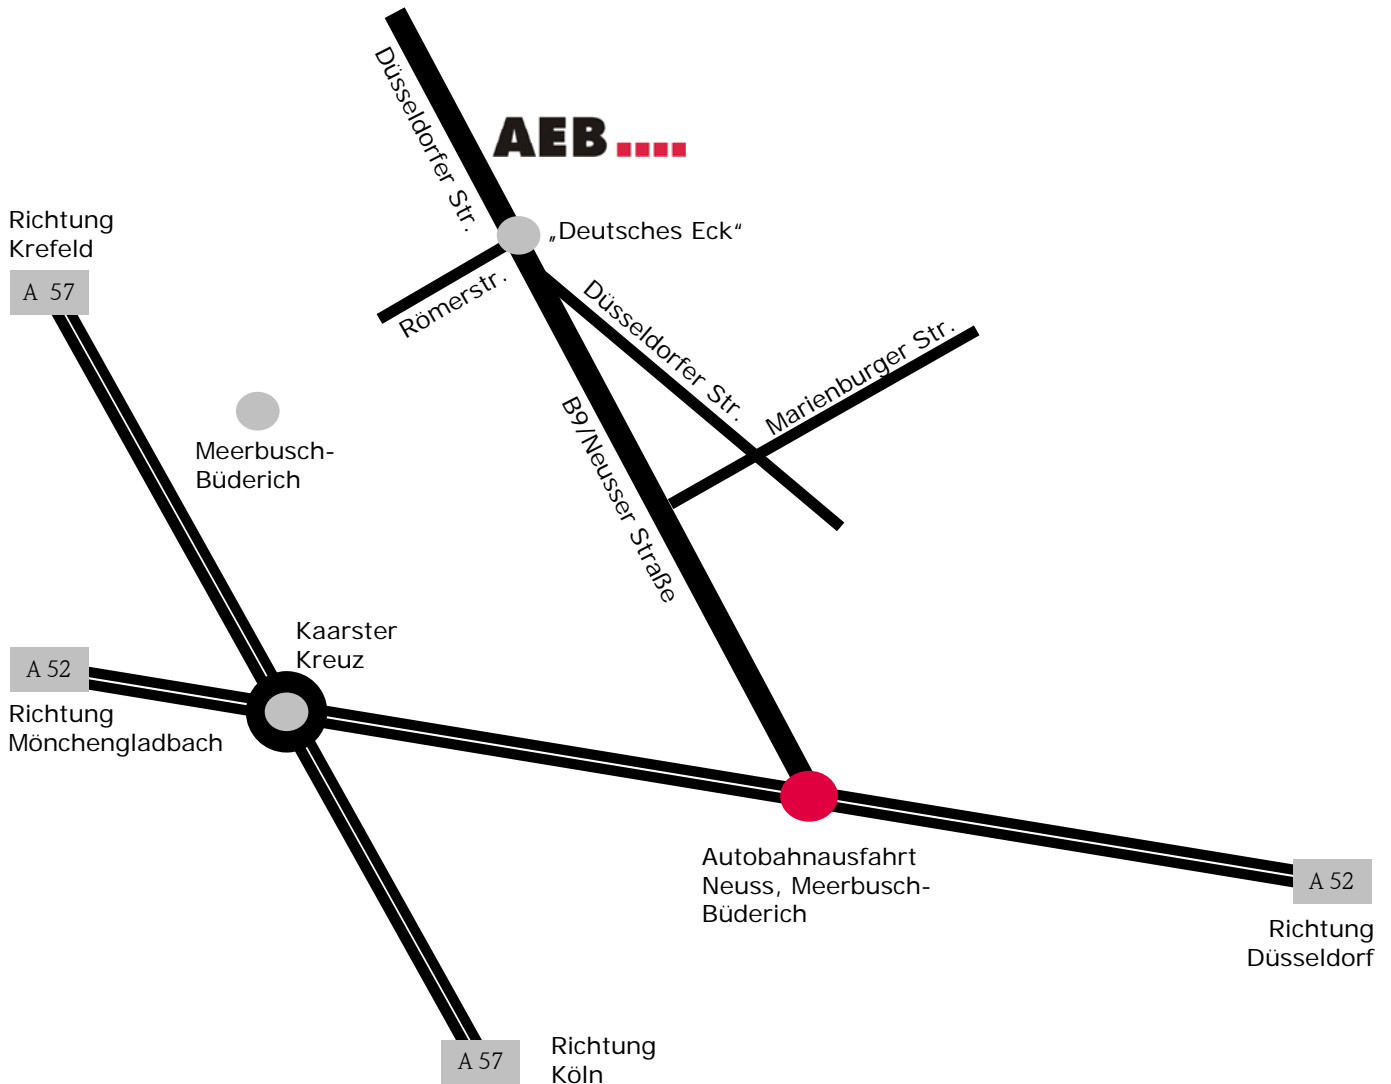 Düsseldorfer Str.
AEB
„Deutsches Eck“
Richtung
Krefeld
A 57
Römerstr.
Düsseldorfer Str.
Marienburger Str.
B9/Neusser Straße
Meerbusch-
Büderich
Kaarster
Kreuz
A 52
Richtung
Mönchengladbach
Autobahnausfahrt
Neuss, Meerbusch-
Büderich
A 52
Richtung
Düsseldorf
A 57
Richtung
Köln